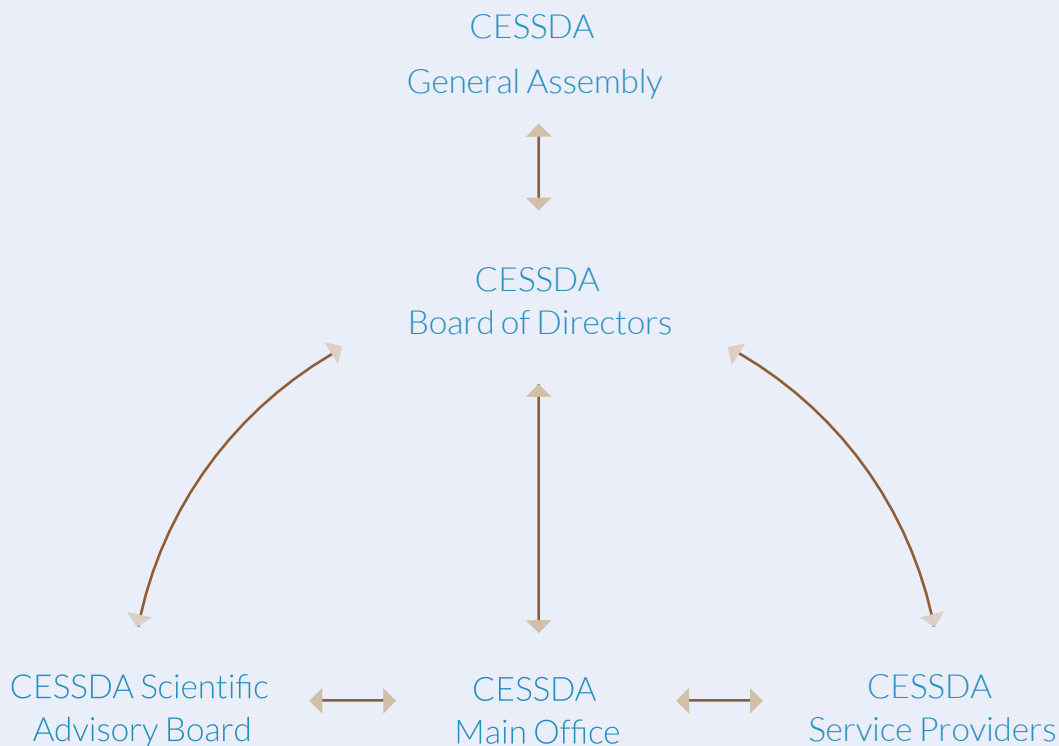 CESSDA
General Assembly
CESSDA
Board of Directors
CESSDA Scientific
Advisory Board
CESSDA
Main Office
CESSDA
Service Providers